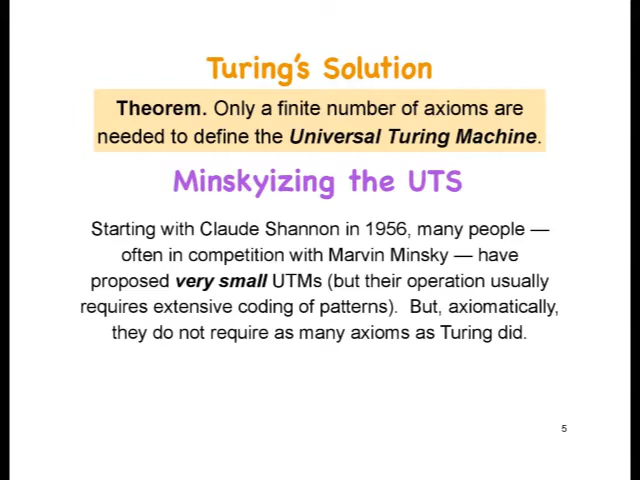 Turing's Solution
Theorem. Only a finite number of axioms are
needed to define the Universal Turing Machine.
Minskyizing the UTS
Starting with Claude Shannon in 1956, many people —
often in competition with Marvin Minsky — have
proposed very small UTMs (but their operation usually
requires extensive coding of patterns). But, axiomatically,
they do not require as many axioms as Turing did.
5